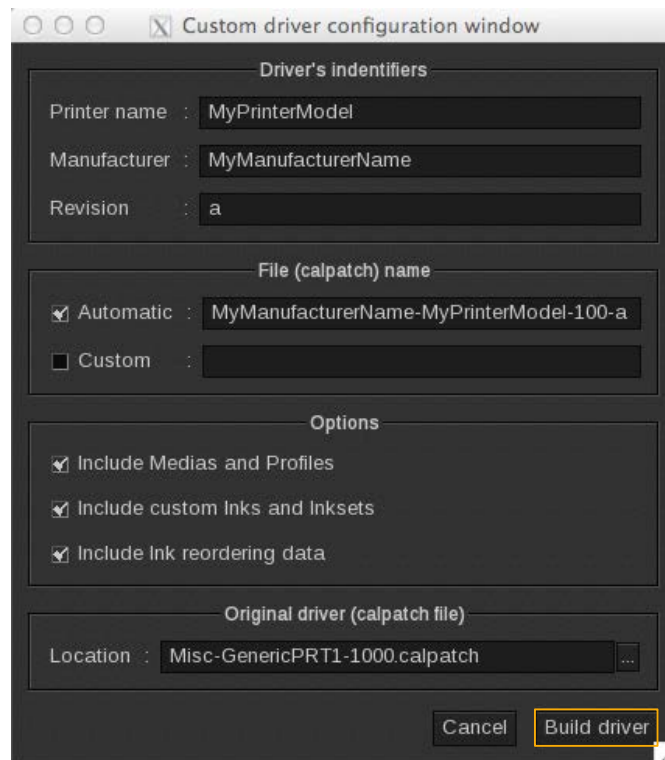 Custom driver configuration window
Driver's indentifiers
Printer name : MyPrinterModel
Manufacturer : MyManufacturerName
Revision : a
File (calpatch) name
Automatic : MyManufacturerName-MyPrinterModel-100-a
Custom :
Options
Include Medias and Profiles
Include custom Inks and Inksets
Include Ink reordering data
Original driver (calpatch file)
Location : Misc-GenericPRT1-1000.calpatch ...
Cancel Build driver